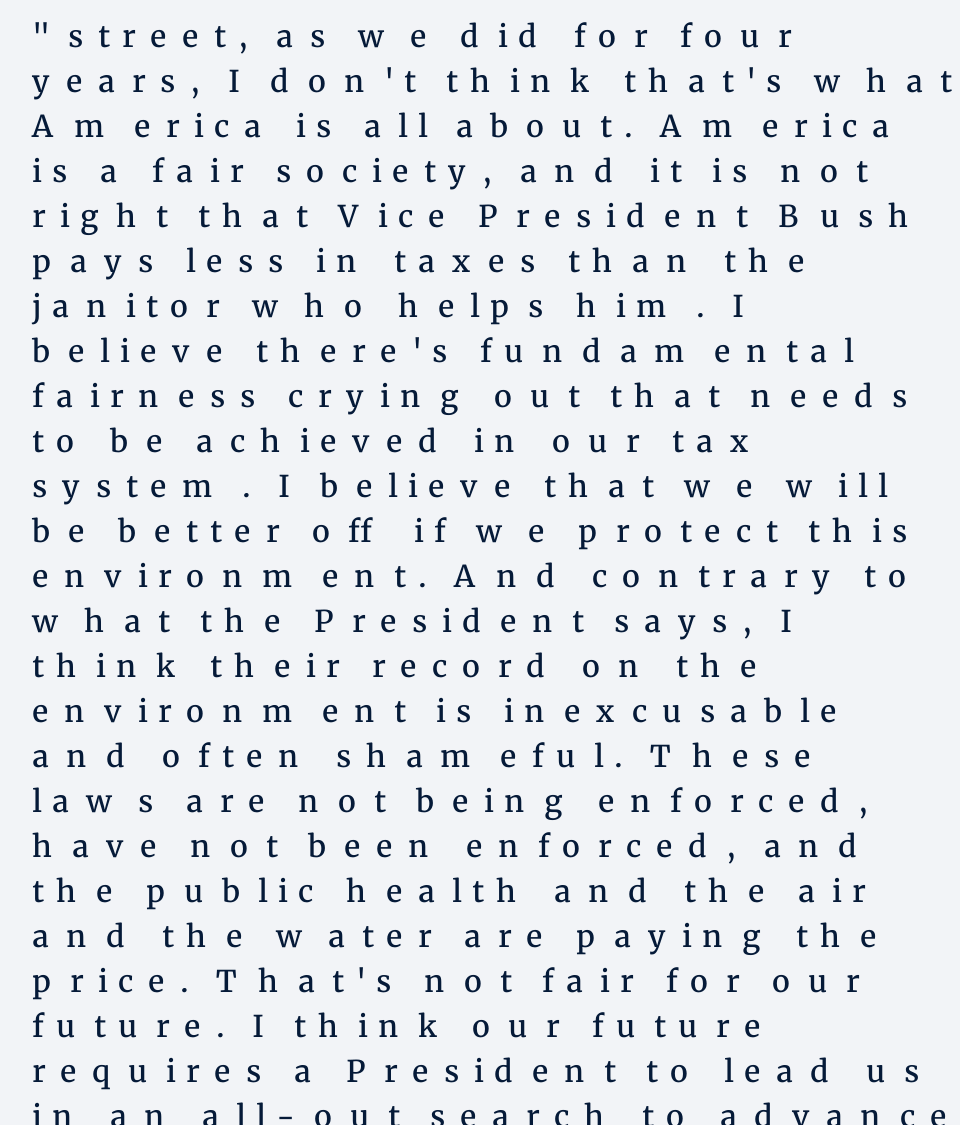 " street, as we did for four
years, I don't think that's what
America is all about. America
is a fair society, and it is not
right that Vice President Bush
pays less in taxes than the
janitor who helps him. I
believe there's fundamental
fairness crying out that needs
to be achieved in our tax
system. I believe that we will
be better off if we protect this
environment. And contrary to
what the President says, I
think their record on the
environment is inexcusable
and often shameful. These
laws are not being enforced,
have not been enforced, and
the public health and the air
and the water are paying the
price. That's not fair for our
future. I think our future
requires a President to lead us
in an all-out search to advance